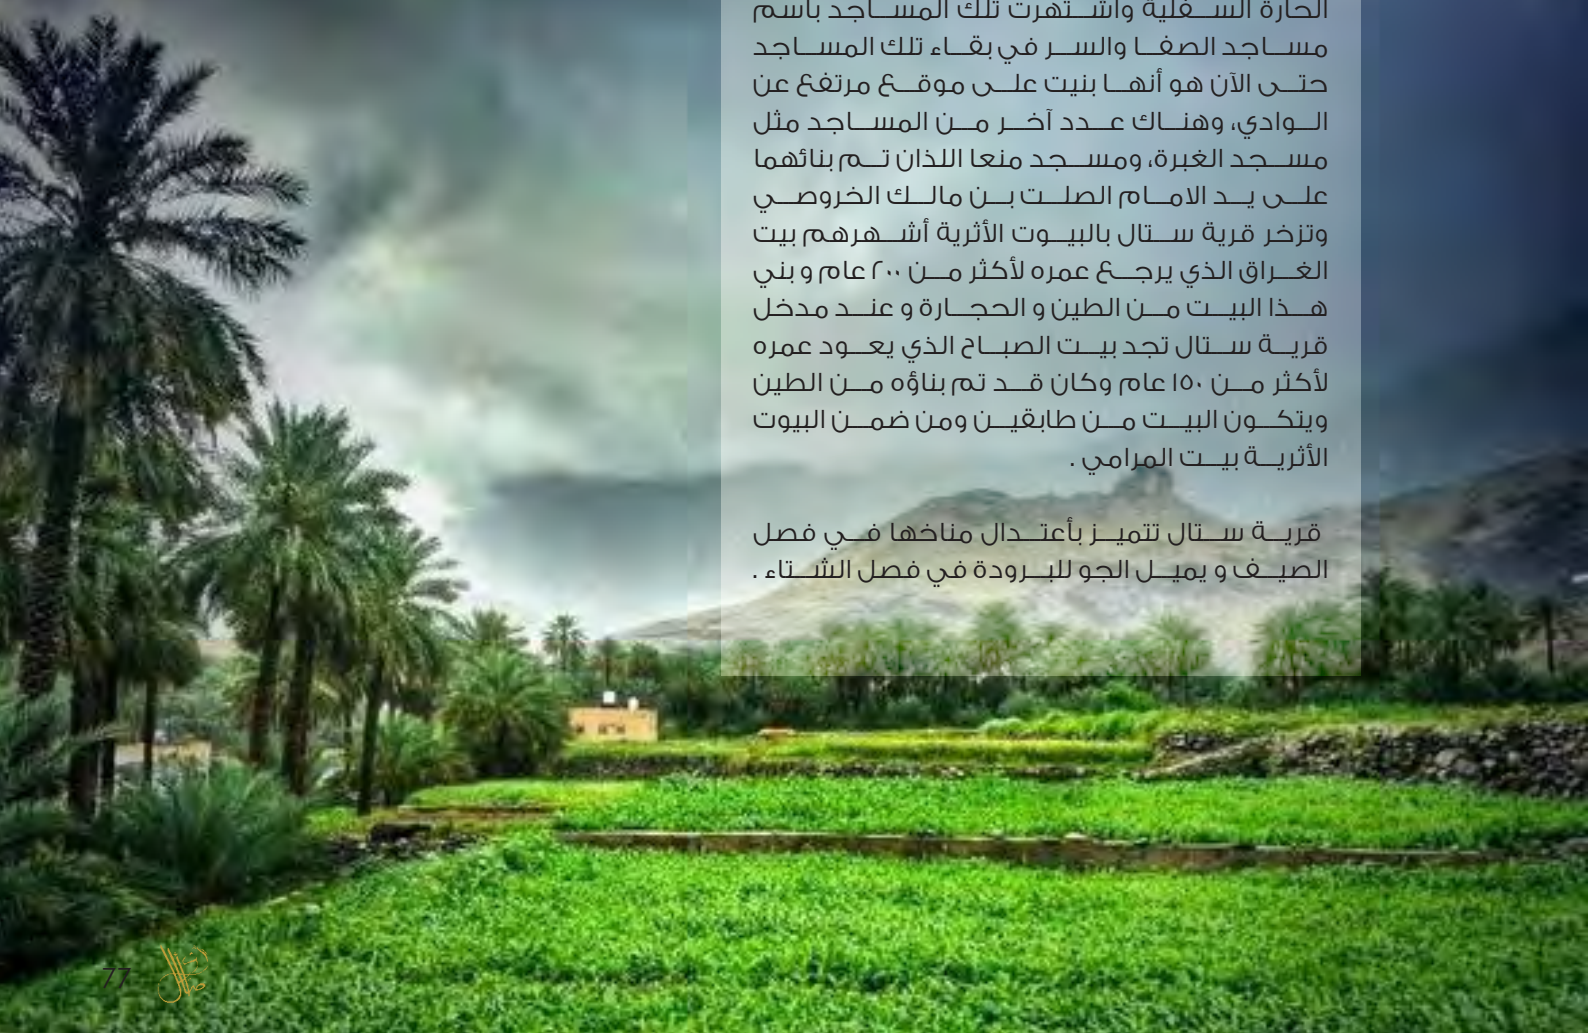 الحارة السفلية واشتهرت تلك المساجد باسم
مساجد الصفا والسر في بقاء تلك المساجد
حتى الآن هو أنها بنيت على موقع مرتفع عن
الوادي، وهناك عدد آخر من المساجد مثل
مسجد الغبرة، ومسجد منعا اللذان تم بنائهما
على يد الامام الصلت بن مالك الخروصي
وتزخر قرية ستال بالبيوت الأثرية أشهرهم بيت
الغراق الذي يرجع عمره لأكثر من ٢٠٠ عام و بني
هذا البيت من الطين و الحجارة و عند مدخل
قرية ستال تجد بيت الصباح الذي يعود عمره
لأكثر من ١٥٠ عام وكان قد تم بناؤه من الطين
ويتكون البيت من طابقين ومن ضمن البيوت
الأثرية بيت المرامي .
قرية ستال تتميز بأعتدال مناخها في فصل
الصيف و يميل الجو للبرودة في فصل الشتاء .
77